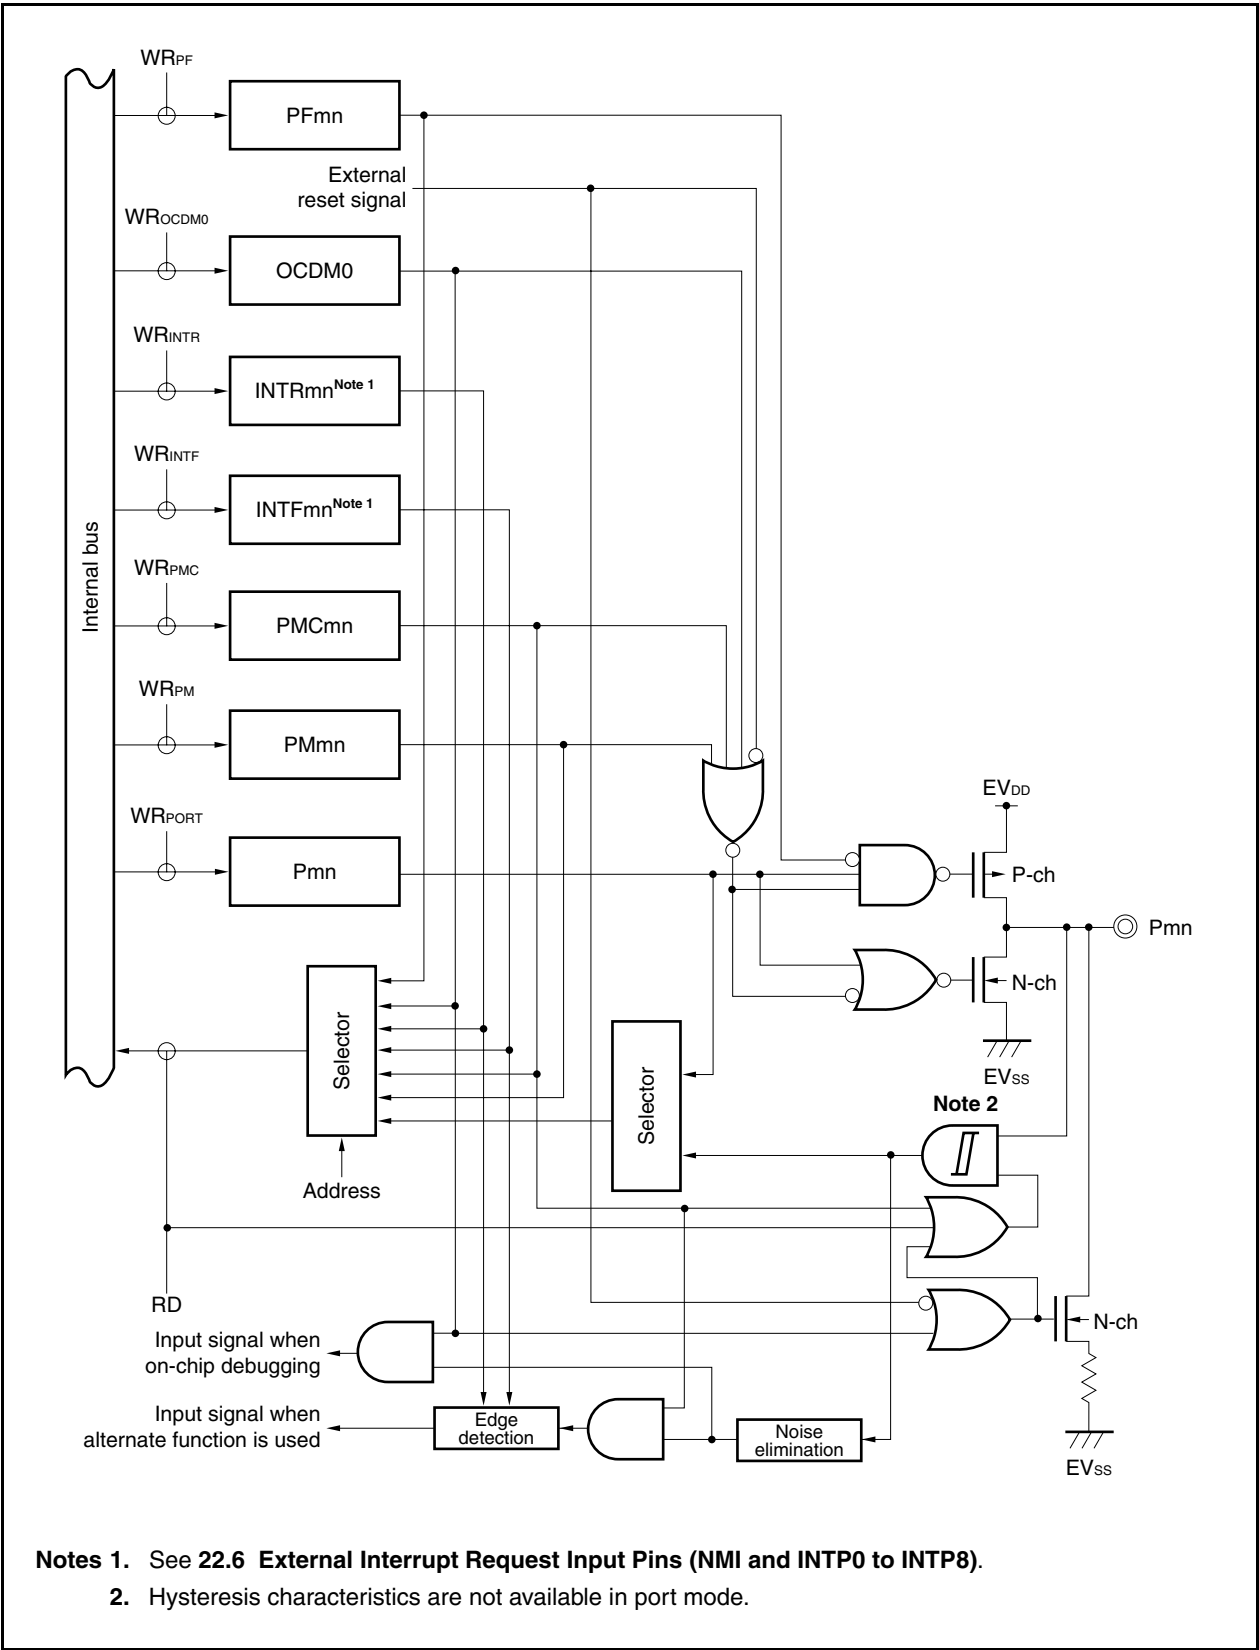 WRPF
PFmn
External
reset signal
WROCDM0
OCDM0
WRINTR
INTRmnNote 1
WRINTF
INTFmnNote 1
Internal bus
WRPMC
PMCmn
WRPM
PMmn
WRPORT
Pmn
EVDD
P-ch
Pmn
N-ch
EVSS
Note 2
Selector
Selector
Address
RD
N-ch
Input signal when
on-chip debugging
Input signal when
alternate function is used
Edge
detection
Noise
elimination
EVSS
Notes 1. See 22.6 External Interrupt Request Input Pins (NMI and INTP0 to INTP8).
2. Hysteresis characteristics are not available in port mode.